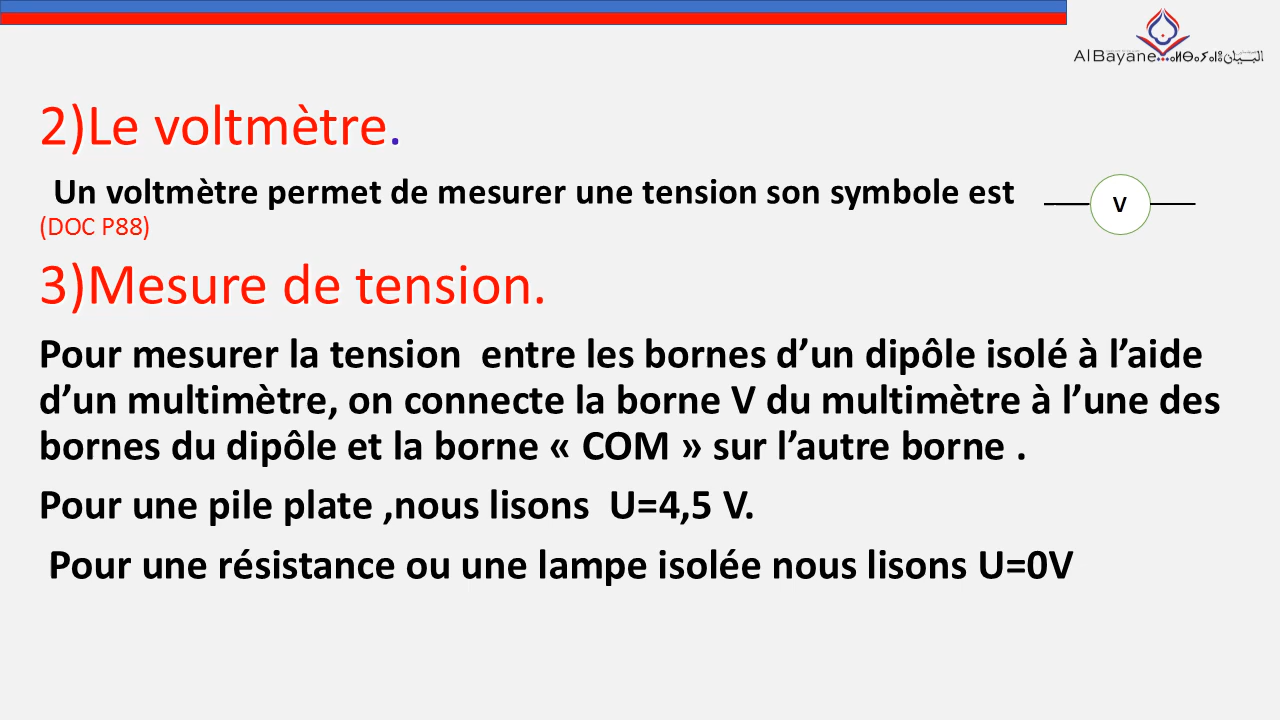 AlBayane
البيان
2)Le voltmètre.
Un voltmètre permet de mesurer une tension son symbole est
V
(DOC P88)
3)Mesure de tension.
Pour mesurer la tension entre les bornes d’un dipôle isolé à l’aide
d’un multimètre, on connecte la borne V du multimètre à l’une des
bornes du dipôle et la borne « COM » sur l’autre borne .
Pour une pile plate ,nous lisons U=4,5 V.
Pour une résistance ou une lampe isolée nous lisons U=0V